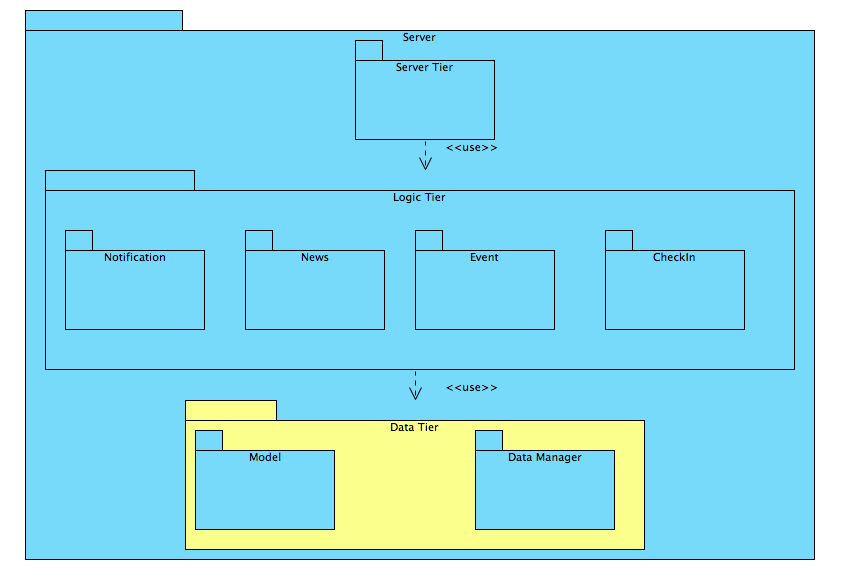 Server
Server Tier
<<use>>
Logic Tier
Notification
News
Event
CheckIn
<<use>>
Data Tier
Model
Data Manager